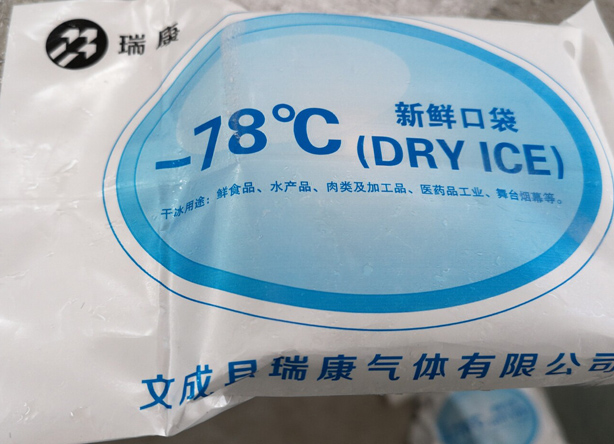 瑞康
新鲜口袋
-78℃ (DRY ICE)
干冰用途：鲜食品、水产品、肉类及加工品、医药品工业、舞台烟幕等。
文成县瑞康气体有限公司